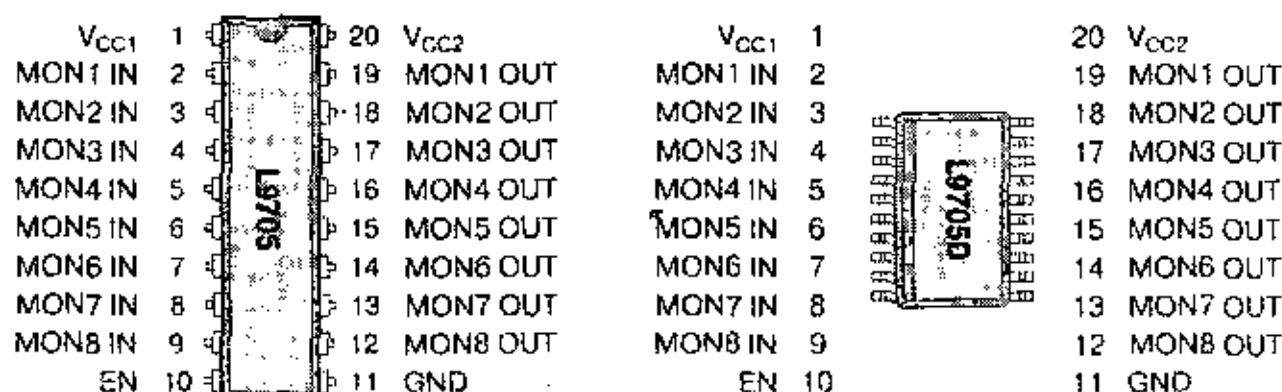 VCC1 1 20 VCC2
MON1 IN 2 19 MON1 OUT
MON2 IN 3 18 MON2 OUT
MON3 IN 4 17 MON3 OUT
MON4 IN 5 16 MON4 OUT
MON5 IN 6 15 MON5 OUT
MON6 IN 7 14 MON6 OUT
MON7 IN 8 13 MON7 OUT
MON8 IN 9 12 MON8 OUT
EN 10 11 GND
L9705
VCC1 1 20 VCC2
MON1 IN 2 19 MON1 OUT
MON2 IN 3 18 MON2 OUT
MON3 IN 4 17 MON3 OUT
MON4 IN 5 16 MON4 OUT
MON5 IN 6 15 MON5 OUT
MON6 IN 7 14 MON6 OUT
MON7 IN 8 13 MON7 OUT
MON8 IN 9 12 MON8 OUT
EN 10 11 GND
L9705D